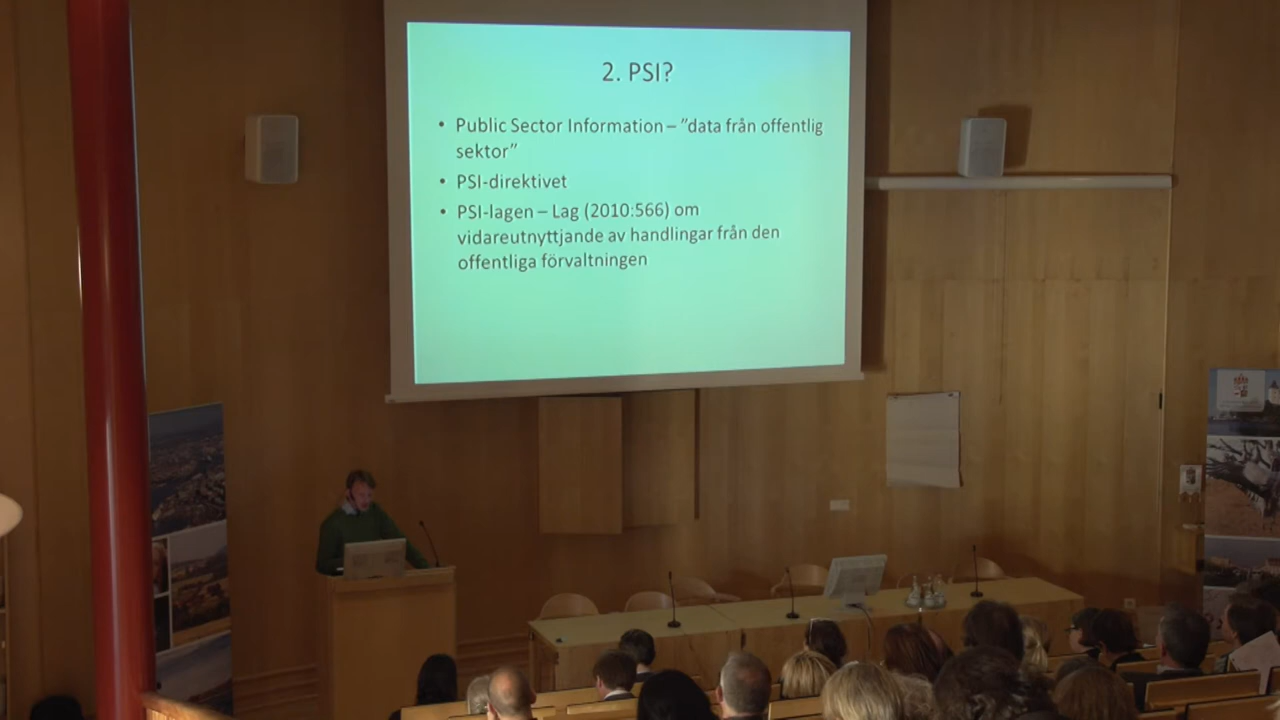 2. PSI?
• Public Sector Information – ”data från offentlig
sektor”
• PSI-direktivet
• PSI-lagen – Lag (2010:566) om
vidareutnyttjande av handlingar från den
offentliga förvaltningen